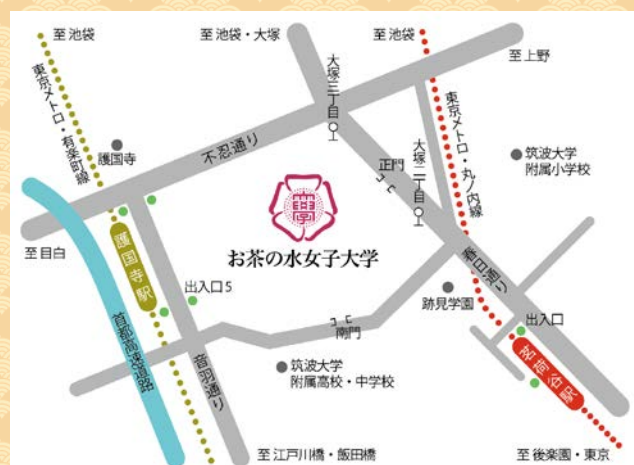 至池袋
至池袋・大塚
至池袋
至上野
東京メトロ・有楽町線
大塚三丁目
護国寺
不忍通り
正門
大塚二丁目
東京メトロ・丸ノ内線
筑波大学
附属小学校
學
お茶の水女子大学
至目白
護国寺駅
出入口5
春日通り
跡見学園
首都高速道路
音羽通り
南門
出入口
茗荷谷駅
筑波大学
附属高校・中学校
至江戸川橋・飯田橋
至後楽園・東京